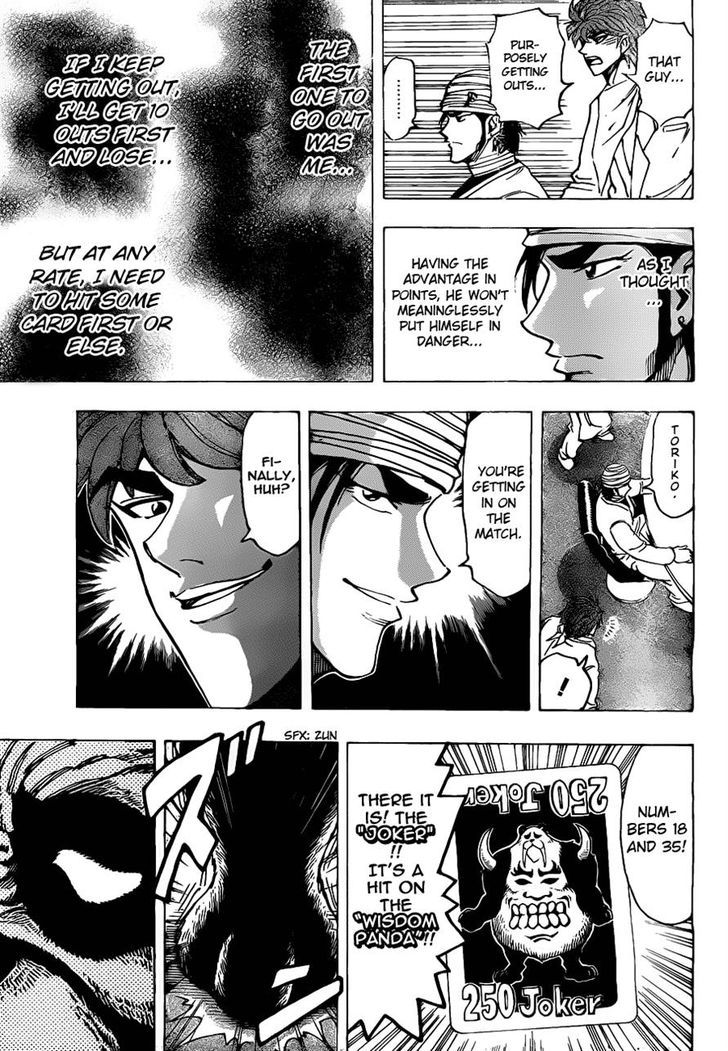 THAT
GUY...
PUR-
POSELY
GETTING
OUTS...
.........
AS I
THOUGHT
...
HAVING THE
ADVANTAGE IN
POINTS, HE WON'T
MEANINGLESSLY
PUT HIMSELF IN
DANGER...
THE
FIRST
ONE TO
GO OUT
WAS
ME...
IF I KEEP
GETTING OUT,
I'LL GET 10
OUTS FIRST
AND LOSE...
BUT AT ANY
RATE, I NEED
TO HIT SOME
CARD FIRST OR
ELSE.
TORIKO.
!
YOU'RE
GETTING
IN ON
THE
MATCH.
FI-
NALLY,
HUH?
NUM-
BERS 18
AND 35!
250 Joker
250 Joker
THERE IT
IS! THE
"JOKER"
!!
IT'S A
HIT ON
THE
"WISDOM
PANDA"!!
SFX: ZUN
ズン